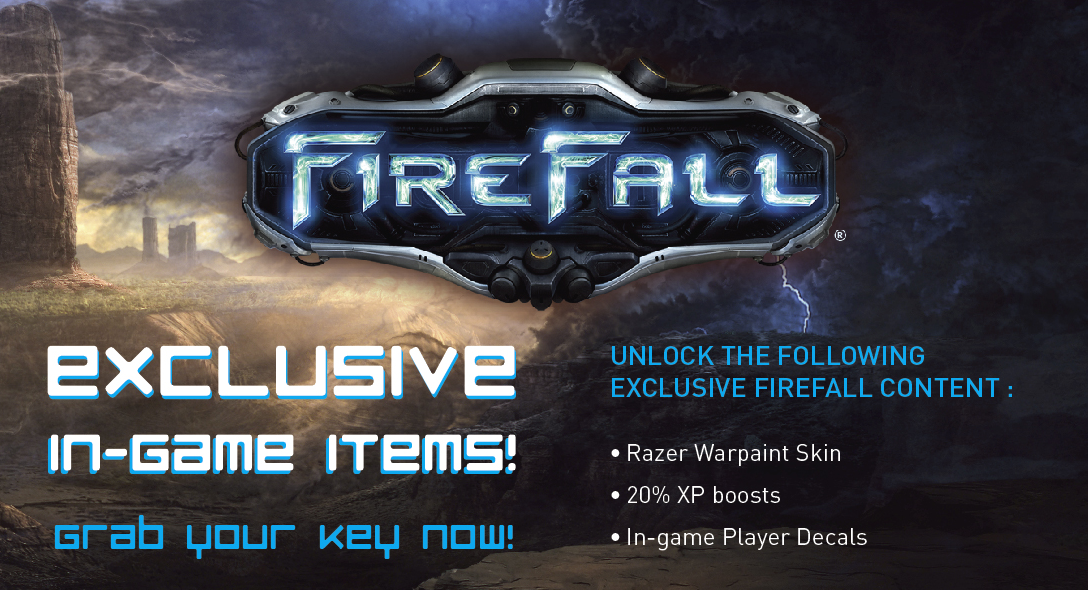 FIREFALL
®
EXCLUSIVE
IN-GAME ITEMS!
Grab your key now!
UNLOCK THE FOLLOWING
EXCLUSIVE FIREFALL CONTENT :
• Razer Warpaint Skin
• 20% XP boosts
• In-game Player Decals